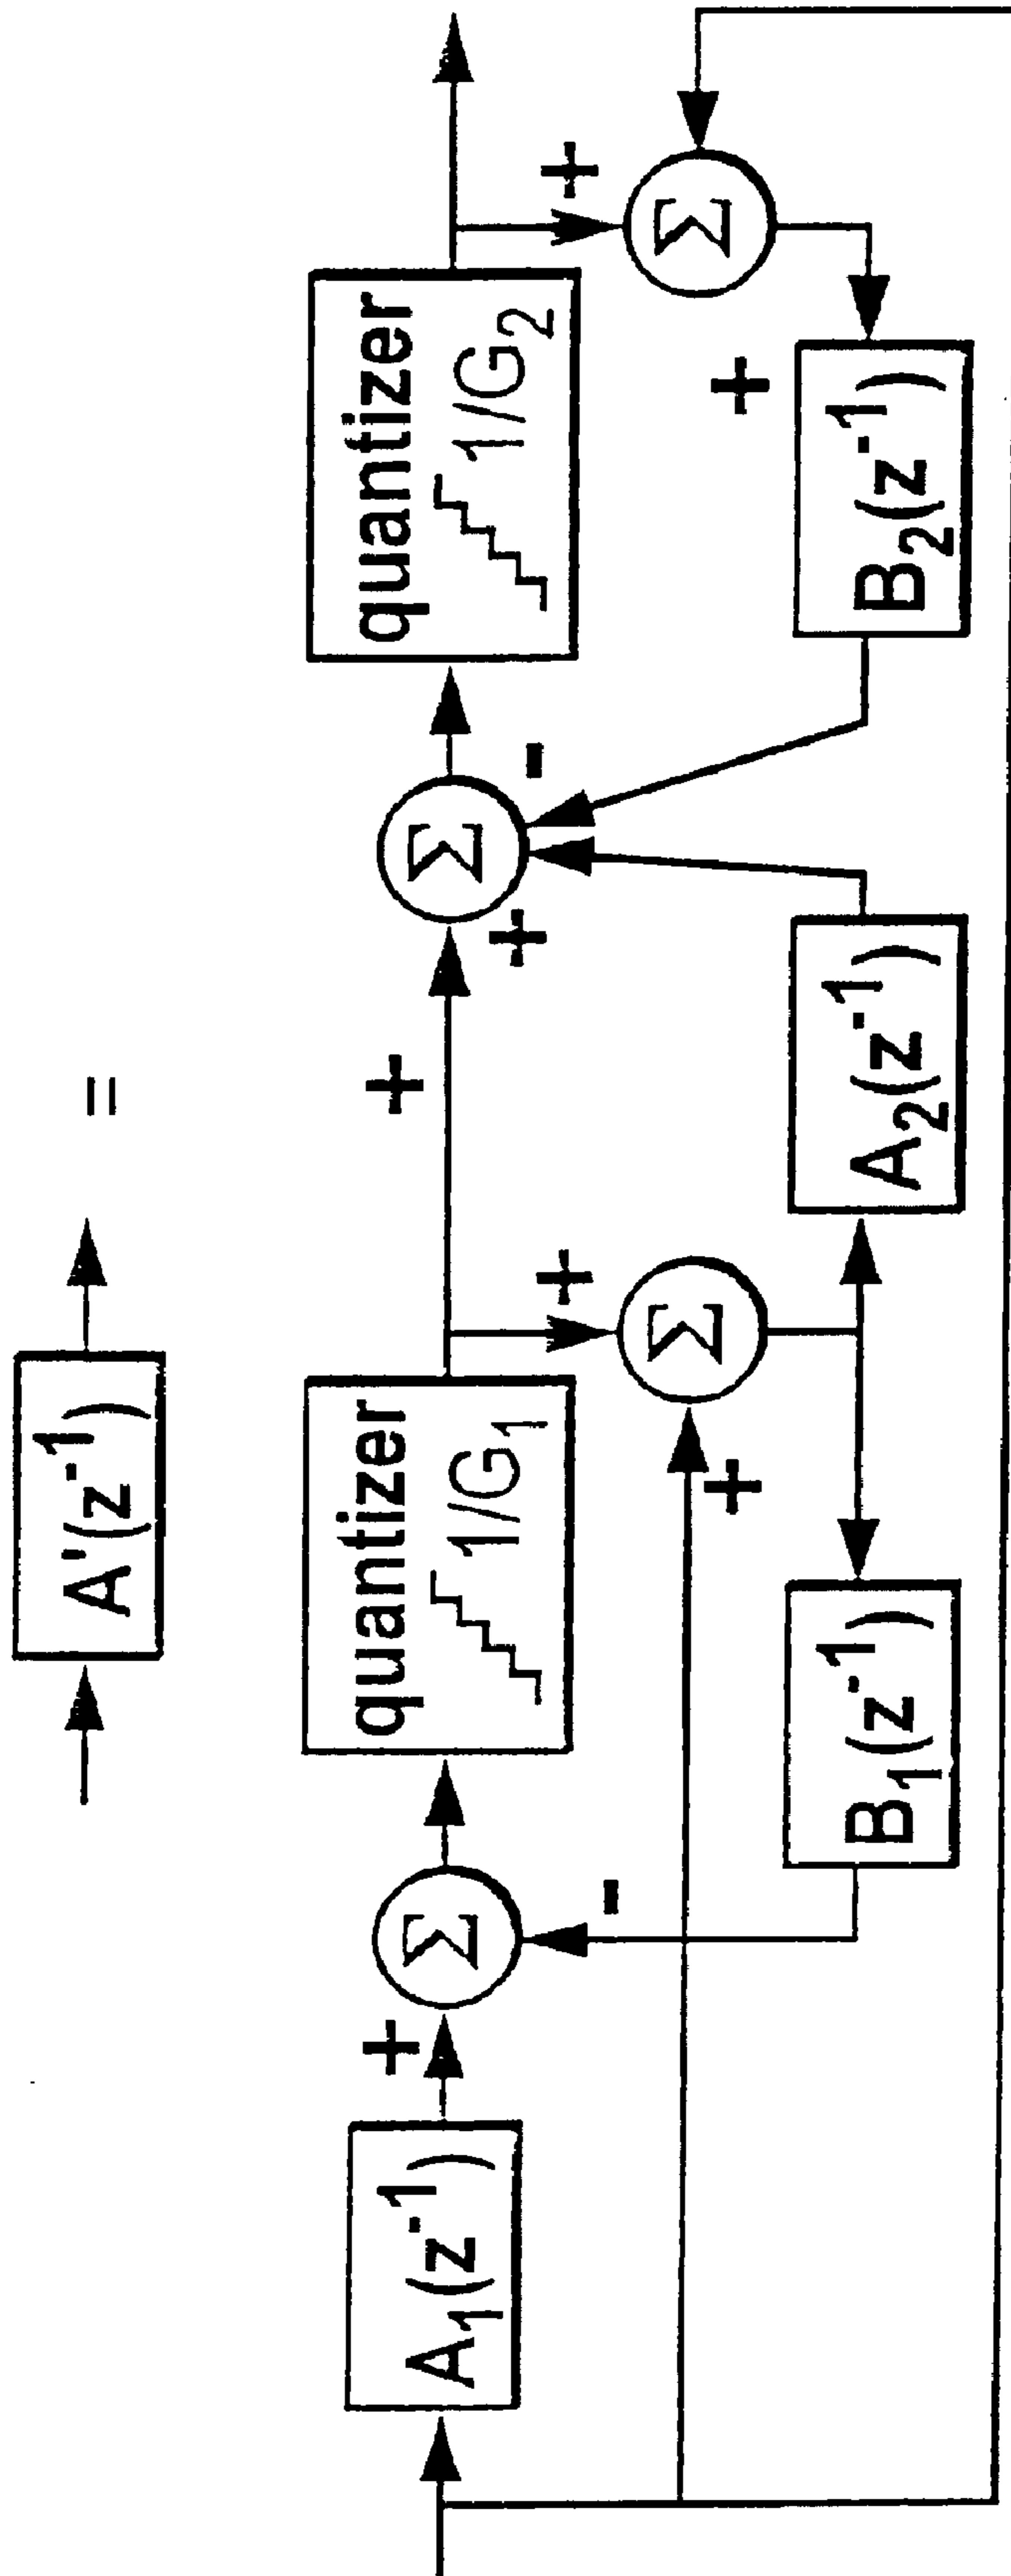 A'(z⁻¹)
=
A₁(z⁻¹)
+
Σ
-
quantizer
1/G₁
+
Σ
+
B₁(z⁻¹)
A₂(z⁻¹)
+
Σ
+
-
quantizer
1/G₂
+
Σ
+
B₂(z⁻¹)